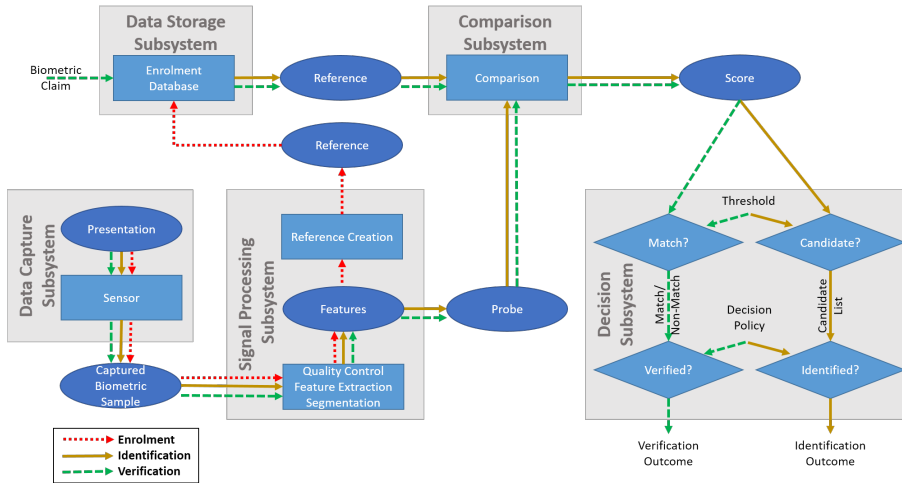 Data Storage
Subsystem
Comparison
Subsystem
Biometric
Claim
Enrolment
Database
Reference
Comparison
Score
Reference
Data Capture
Subsystem
Presentation
Sensor
Captured
Biometric
Sample
Signal Processing
Subsystem
Reference Creation
Features
Quality Control
Feature Extraction
Segmentation
Probe
Decision
Subsystem
Threshold
Match?
Candidate?
Match/
Non-Match
Decision
Policy
Candidate
List
Verified?
Identified?
Verification
Outcome
Identification
Outcome
Enrolment
Identification
Verification